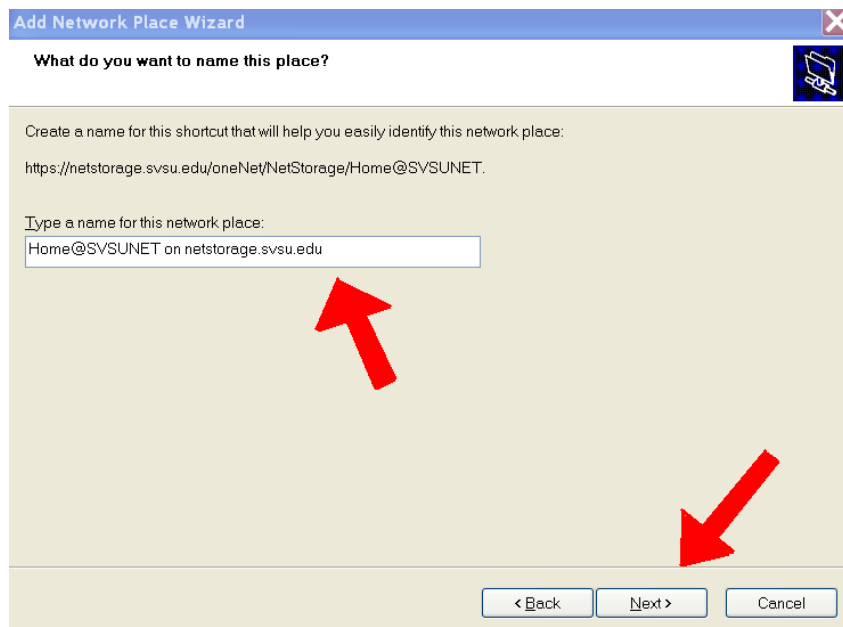 Add Network Place Wizard
What do you want to name this place?
Create a name for this shortcut that will help you easily identify this network place:
https://netstorage.svsu.edu/oneNet/NetStorage/Home@SVSUNET.
Type a name for this network place:
Home@SVSUNET on netstorage.svsu.edu
< Back Next > Cancel